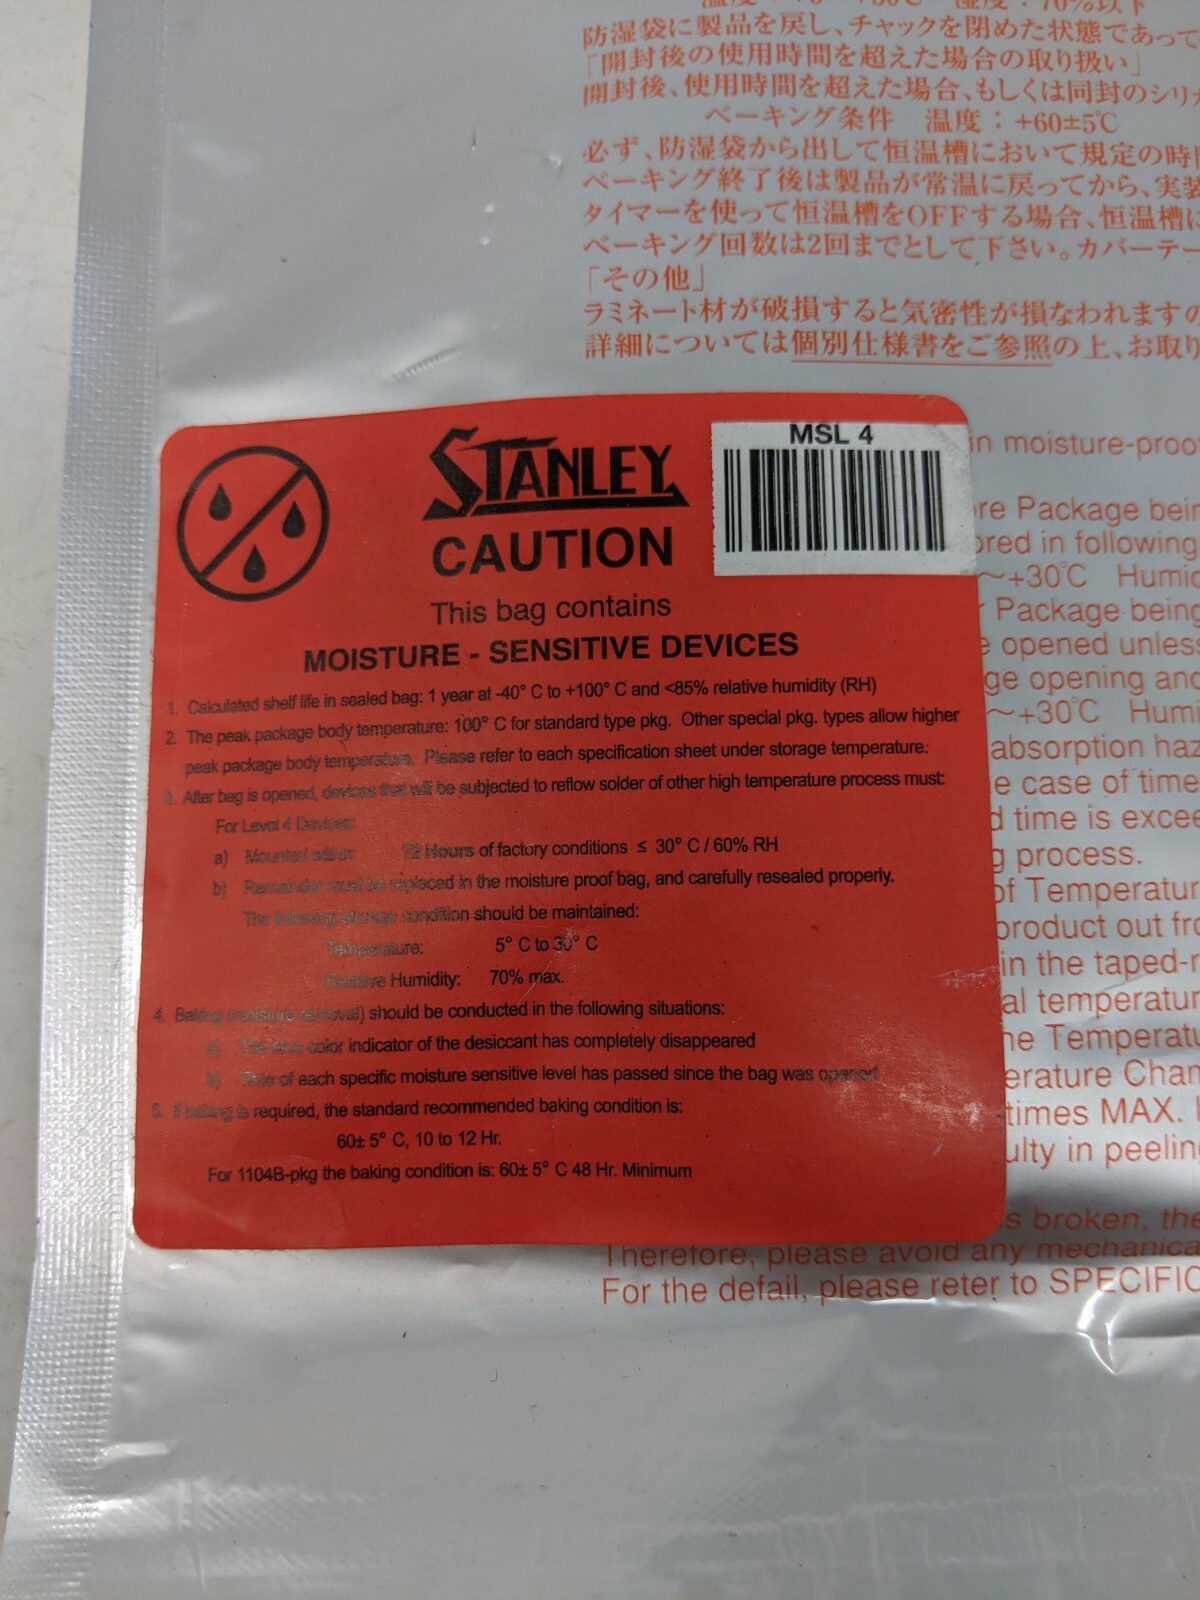 防湿袋に製品を戻し、チャックを閉めた状態であって
「開封後の使用時間を超えた場合の取り扱い」
開封後、使用時間を超えた場合、もしくは同封のシリカ
ベーキング条件 温度：+60±5℃
必ず、防湿袋から出して恒温槽において規定の時間
ベーキング終了後は製品が常温に戻ってから、実装
タイマーを使って恒温槽をOFFする場合、恒温槽に
ベーキング回数は2回までとして下さい。カバーテー
「その他」
ラミネート材が破損すると気密性が損なわれますの
詳細については個別仕様書をご参照の上、お取り
STANLEY
CAUTION
MSL 4
This bag contains
MOISTURE - SENSITIVE DEVICES
1. Calculated shelf life in sealed bag: 1 year at -40° C to +100° C and <85% relative humidity (RH)
2. The peak package body temperature: 100° C for standard type pkg. Other special pkg. types allow higher
peak package body temperature. Please refer to each specification sheet under storage temperature.
3. After bag is opened, devices that will be subjected to reflow solder of other high temperature process must:
For Level 4 Devices:
a) Mounted within: 72 Hours of factory conditions ≤ 30° C / 60% RH
b) Remainder must be replaced in the moisture proof bag, and carefully resealed properly.
The following storage condition should be maintained:
Temperature: 5° C to 30° C
Relative Humidity: 70% max.
4. Baking (moisture removal) should be conducted in the following situations:
a) The blue color indicator of the desiccant has completely disappeared
b) Time of each specific moisture sensitive level has passed since the bag was opened
5. If baking is required, the standard recommended baking condition is:
60± 5° C, 10 to 12 Hr.
For 1104B-pkg the baking condition is: 60± 5° C 48 Hr. Minimum
in moisture-proo
re Package bein
ored in following
～+30℃ Humid
Package being
e opened unless
ge opening and
～+30℃ Humi
absorption haz
e case of time
d time is excee
g process.
of Temperatur
product out fro
in the taped-r
al temperatur
he Temperatu
erature Chan
times MAX.
ulty in peeling
s broken, the
Therefore, please avoid any mechanica
For the defail, please reter to SPECIFIC